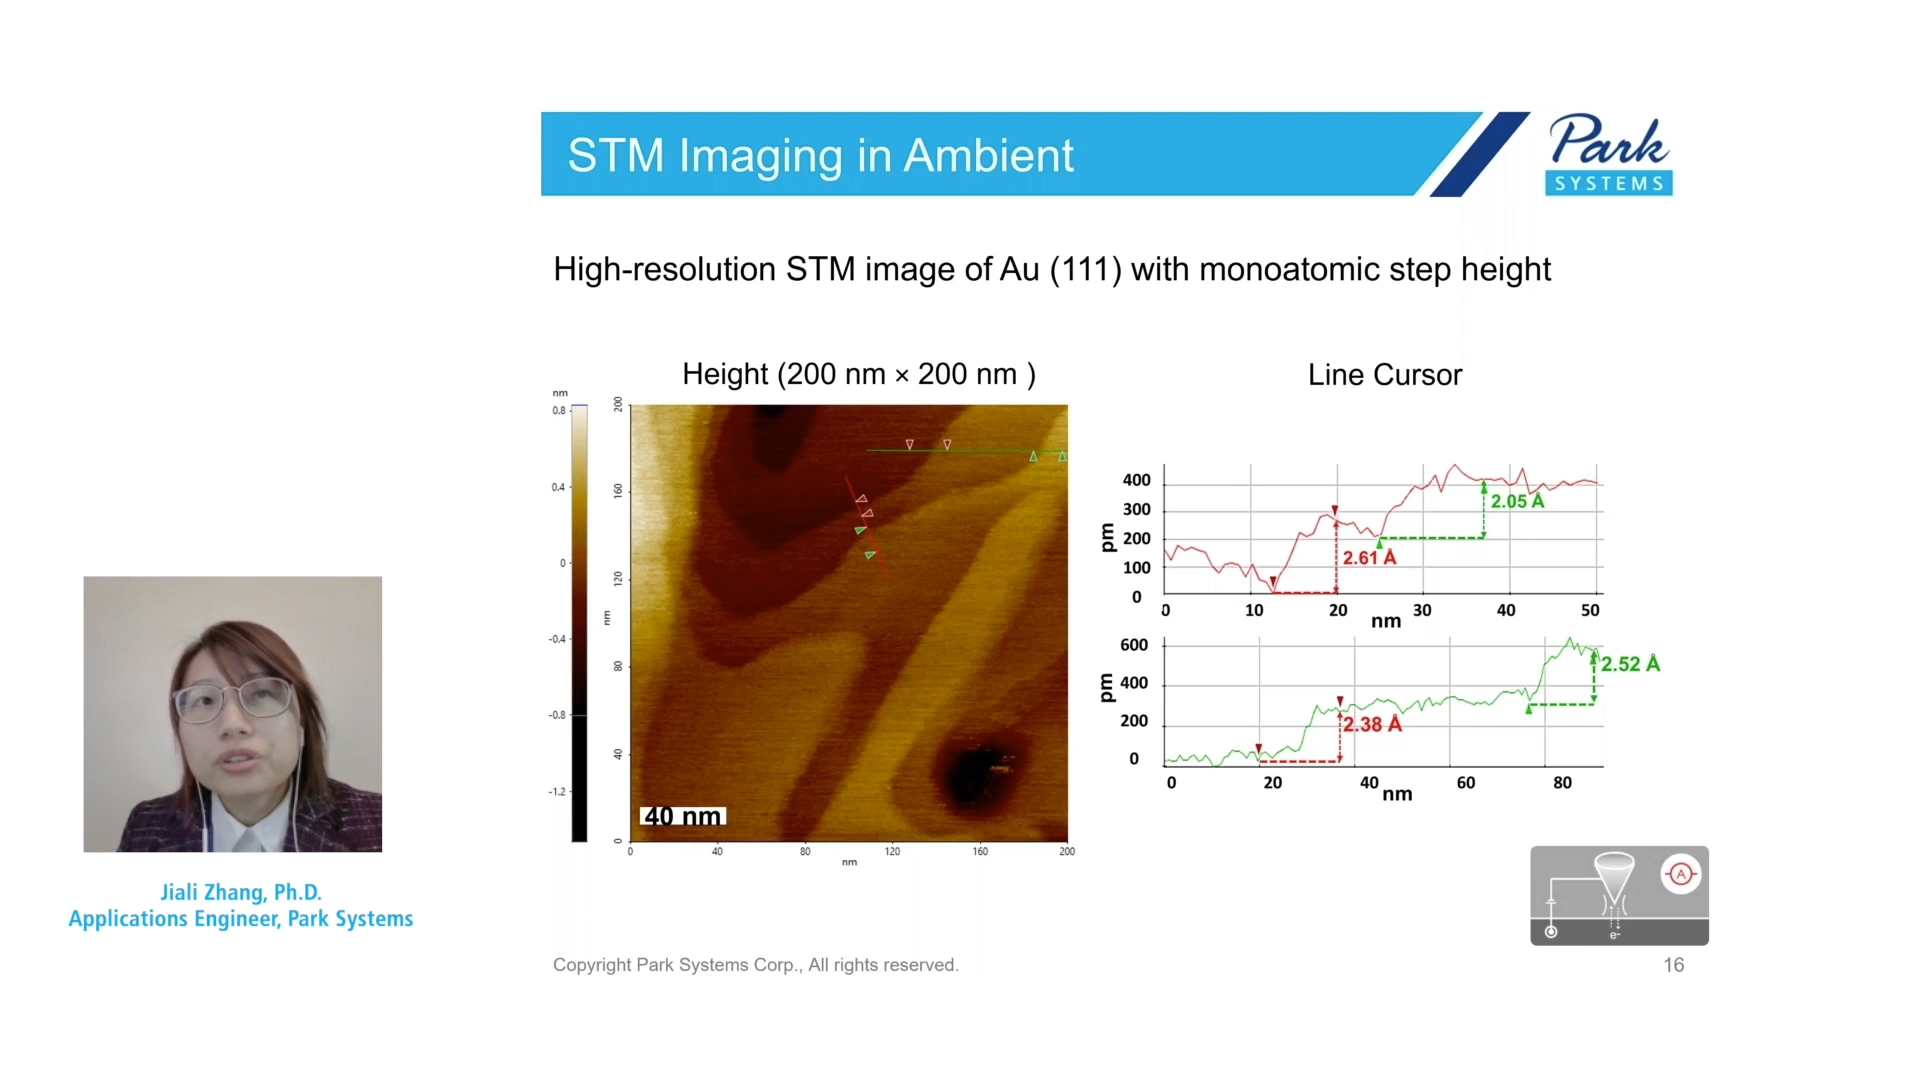 STM Imaging in Ambient
Park
SYSTEMS
High-resolution STM image of Au (111) with monoatomic step height
Height (200 nm × 200 nm )
Line Cursor
nm
0.8
0.4
0
-0.4
-0.8
-1.2
200
160
120
80
40
0
nm
40 nm
0 40 80 120 160 200
nm
400
300
200
100
0
pm
2.05 Å
2.61 Å
0 10 20 30 40 50
nm
600
400
200
0
pm
2.52 Å
2.38 Å
0 20 40 60 80
nm
A
e-
Jiali Zhang, Ph.D.
Applications Engineer, Park Systems
Copyright Park Systems Corp., All rights reserved.
16